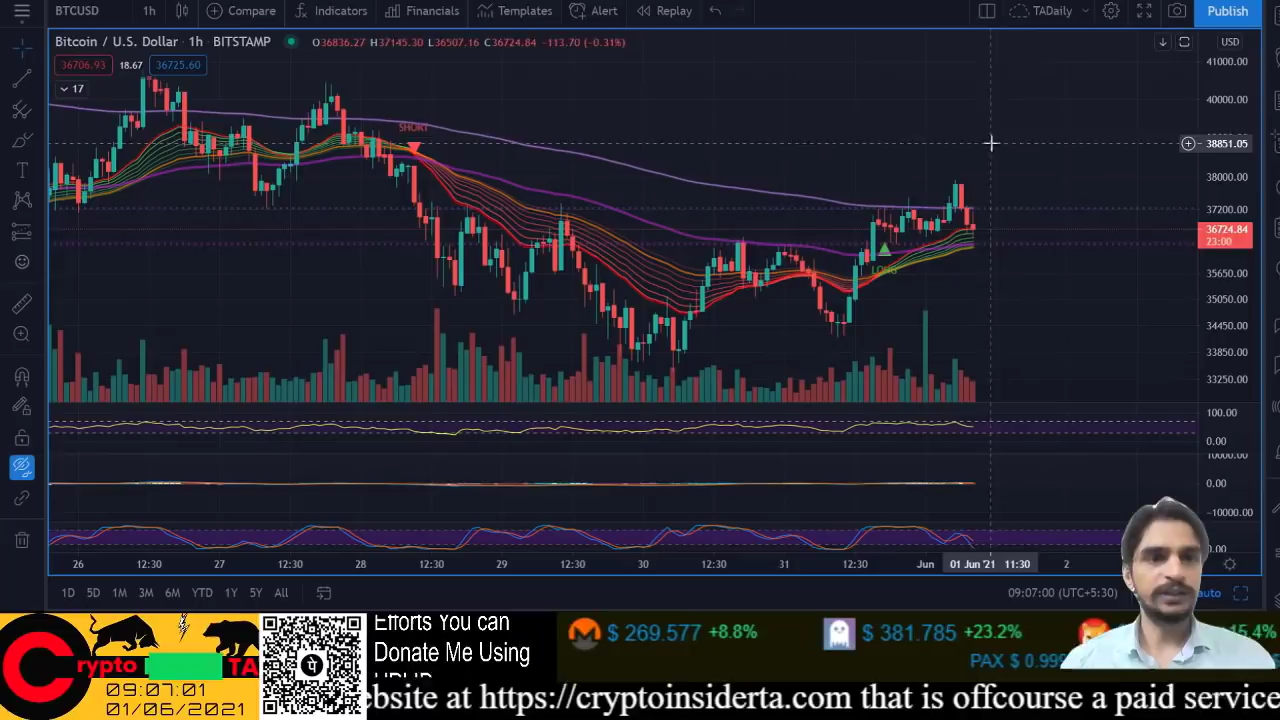 BTCUSD 1h Compare Indicators Financials Templates Alert Replay TADaily Publish
Bitcoin / U.S. Dollar · 1h · BITSTAMP O36836.27 H37145.30 L36507.16 C36724.84 -113.70 (-0.31%)
USD
36706.93 18.67 36725.60
17
SHORT
LONG
41000.00
40000.00
38851.05
38000.00
37200.00
36724.84
23:00
35650.00
35050.00
34450.00
33850.00
33250.00
100.00
0.00
10000.00
0.00
-10000.00
0.00
26 12:30 27 12:30 28 12:30 29 12:30 30 12:30 31 12:30 Jun 01 Jun '21 11:30 2
1D 5D 1M 3M 6M YTD 1Y 5Y All 09:07:00 (UTC+5:30) auto
Crypto TA
09:07:01
01/06/2021
पे
Efforts You can
Donate Me Using
$ 269.577 +8.8% $ 381.785 +23.2% 15.4%
PAX $ 0.999
ebsite at https://cryptoinsiderta.com that is offcourse a paid service